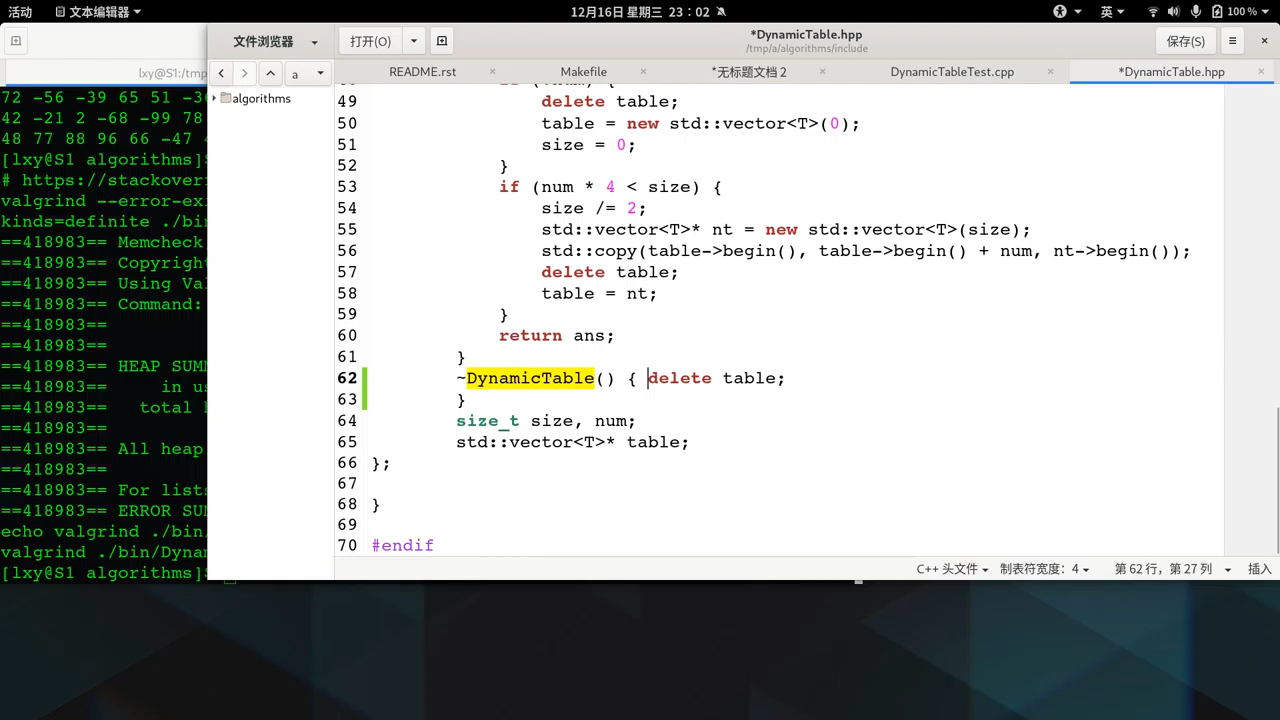 活动 文本编辑器 12月16日 星期三 23：02 英 100 %
文件浏览器 打开(O) *DynamicTable.hpp 保存(S)
/tmp/a/algorithms/include
lxy@S1:/tmp
a README.rst Makefile *无标题文档 2 DynamicTableTest.cpp *DynamicTable.hpp
algorithms
72 -56 -39 65 51 -3
42 -21 2 -68 -99 78
48 77 88 96 66 -47
[lxy@S1 algorithms]
# https://stackover
valgrind --error-ex
kinds=definite ./bin
==418983== Memcheck
==418983== Copyright
==418983== Using Va
==418983== Command:
==418983==
==418983==
==418983== HEAP SUM
==418983== in us
==418983== total
==418983==
==418983== All heap
==418983==
==418983== For lists
==418983== ERROR SUM
echo valgrind ./bin/
valgrind ./bin/Dyna
[lxy@S1 algorithms]
49 delete table;
50 table = new std::vector<T>(0);
51 size = 0;
52 }
53 if (num * 4 < size) {
54 size /= 2;
55 std::vector<T>* nt = new std::vector<T>(size);
56 std::copy(table->begin(), table->begin() + num, nt->begin());
57 delete table;
58 table = nt;
59 }
60 return ans;
61 }
62 ~DynamicTable() { delete table;
63 }
64 size_t size, num;
65 std::vector<T>* table;
66 };
67
68 }
69
70 #endif
C++ 头文件 制表符宽度：4 第 62 行，第 27 列 插入